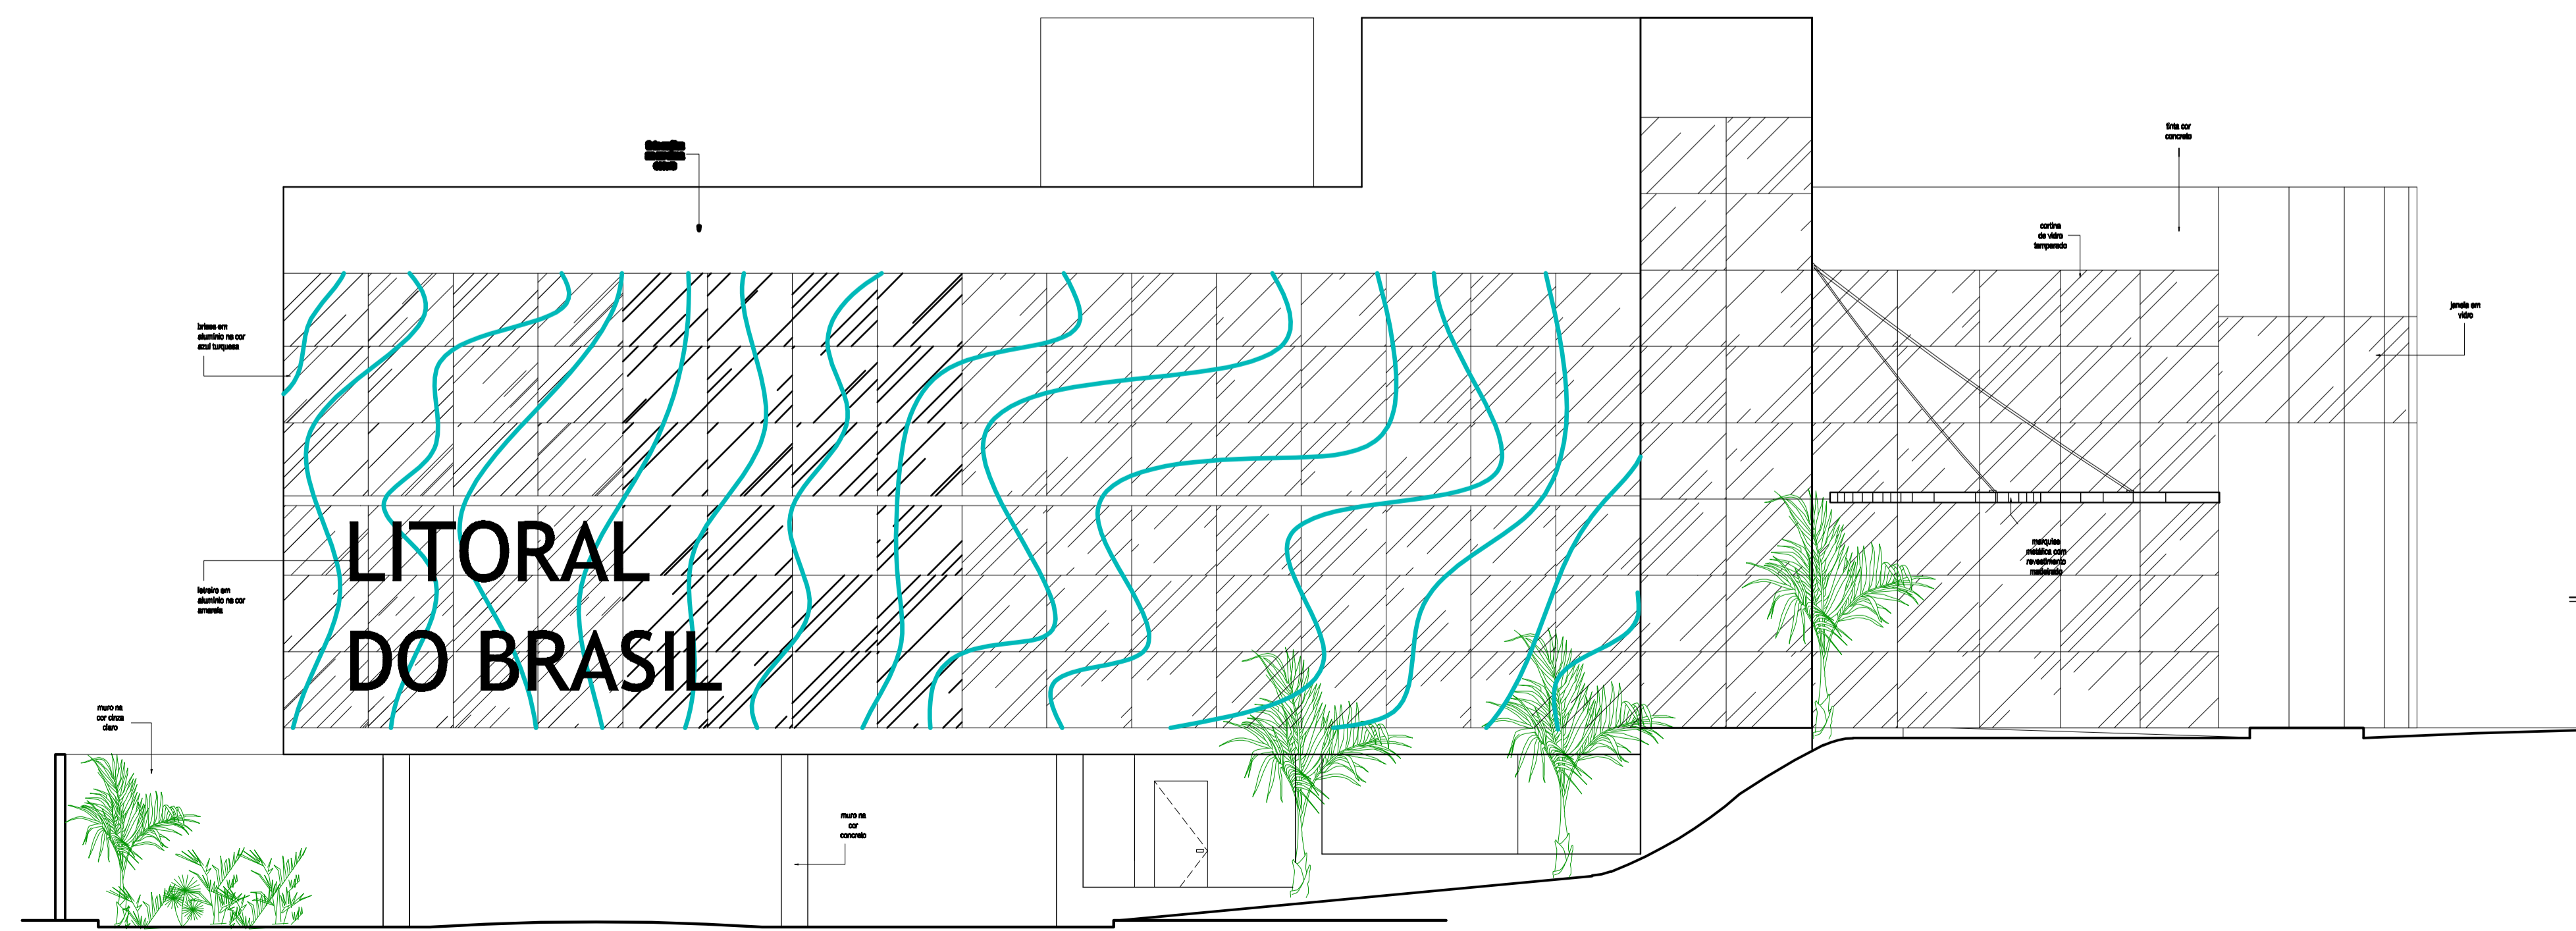 tinta cor
concreto
cortina
de vidro
temperado
janela em
vidro
brises em
alumínio na cor
azul turquesa
LITORAL
DO BRASIL
marquise
metálica com
revestimento
madeirado
letreiro em
alumínio na cor
amarela
muro na
cor cinza
claro
muro na
cor
concreto